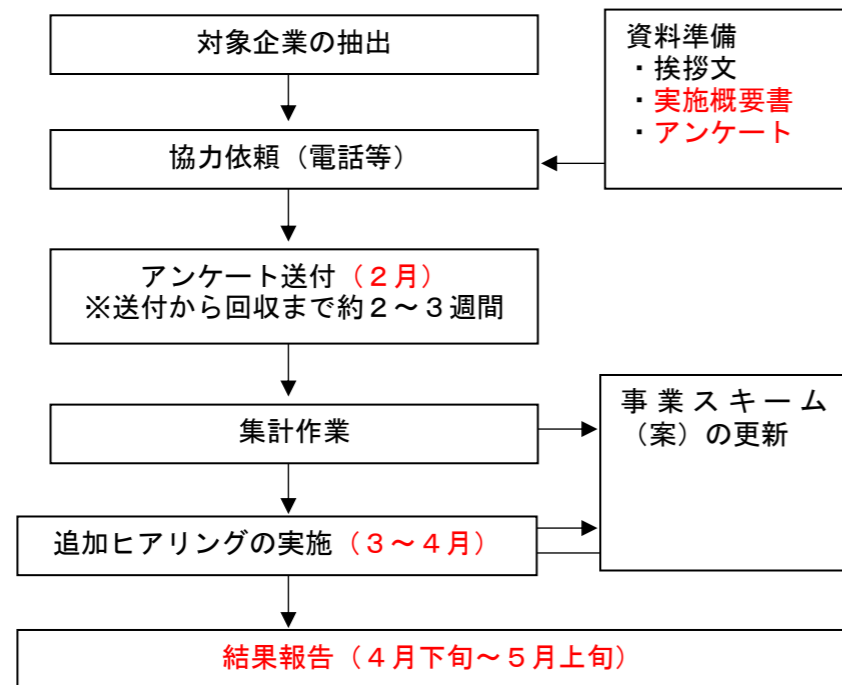 対象企業の抽出
資料準備
・挨拶文
・実施概要書
・アンケート
協力依頼（電話等）
アンケート送付（２月）
※送付から回収まで約２～３週間
集計作業
事業スキーム
（案）の更新
追加ヒアリングの実施（３～４月）
結果報告（４月下旬～５月上旬）